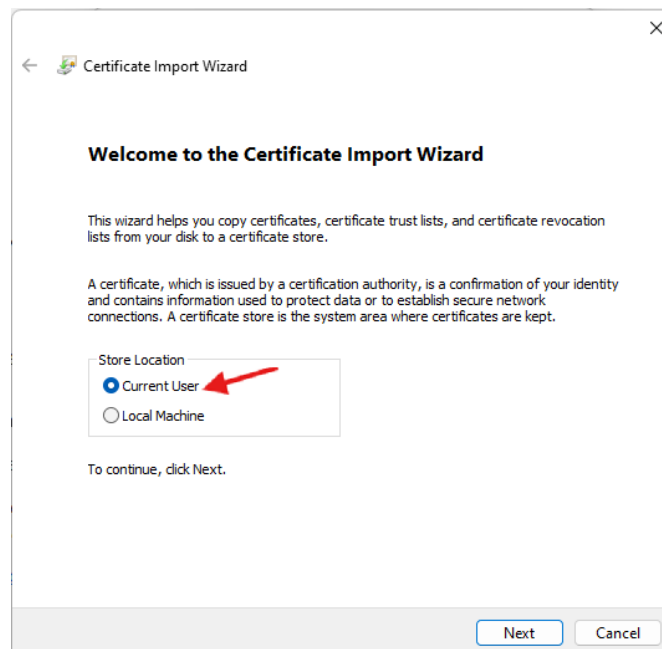 Certificate Import Wizard
Welcome to the Certificate Import Wizard
This wizard helps you copy certificates, certificate trust lists, and certificate revocation
lists from your disk to a certificate store.
A certificate, which is issued by a certification authority, is a confirmation of your identity
and contains information used to protect data or to establish secure network
connections. A certificate store is the system area where certificates are kept.
Store Location
Current User
Local Machine
To continue, click Next.
Next
Cancel